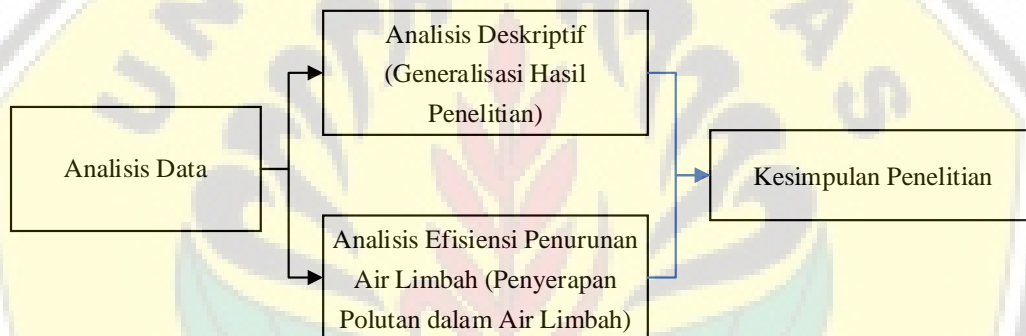 Analisis Deskriptif
(Generalisasi Hasil
Penelitian)
Analisis Data
Kesimpulan Penelitian
Analisis Efisiensi Penurunan
Air Limbah (Penyerapan
Polutan dalam Air Limbah)
U N A S